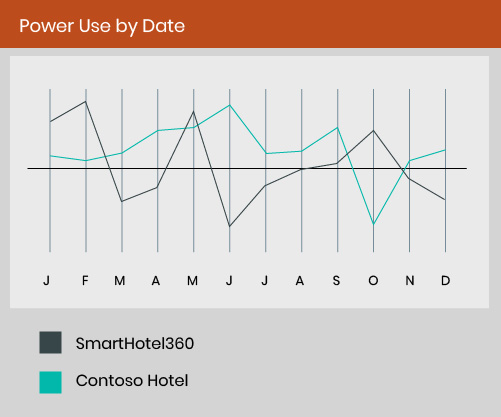 Power Use by Date
J F M A M J J A S O N D
SmartHotel360
Contoso Hotel